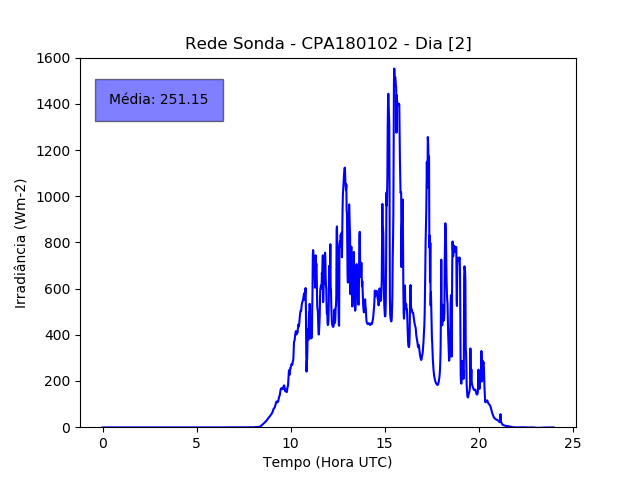 Rede Sonda - CPA180102 - Dia [2]
1600
1400
1200
1000
800
600
400
200
0
Média: 251.15
Irradiância (Wm-2)
0 5 10 15 20 25
Tempo (Hora UTC)